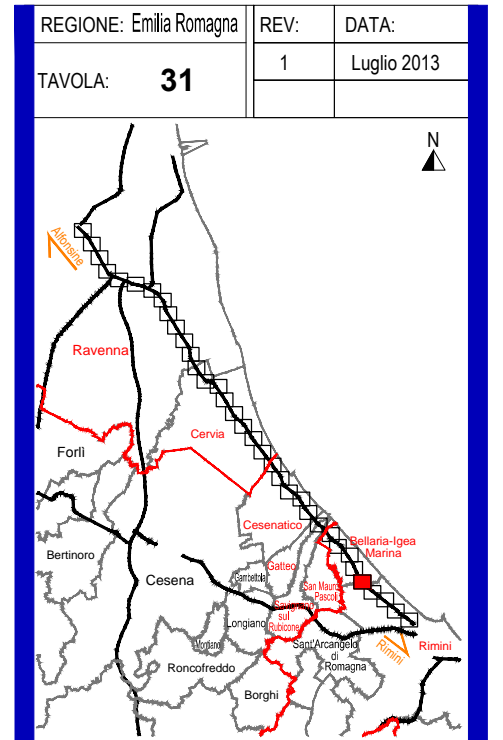 REGIONE: Emilia Romagna
REV:
DATA:
TAVOLA: 31
1
Luglio 2013
N
Alfonsine
Ravenna
Cervia
Forlì
Cesenatico
Bellaria-Igea
Marina
Bertinoro
Gatteo
Cesena
Gambettola
San Mauro
Pascoli
Savignano
sul
Rubicone
Longiano
Montiano
Sant'Arcangelo
di
Romagna
Rimini
Rimini
Roncofreddo
Borghi